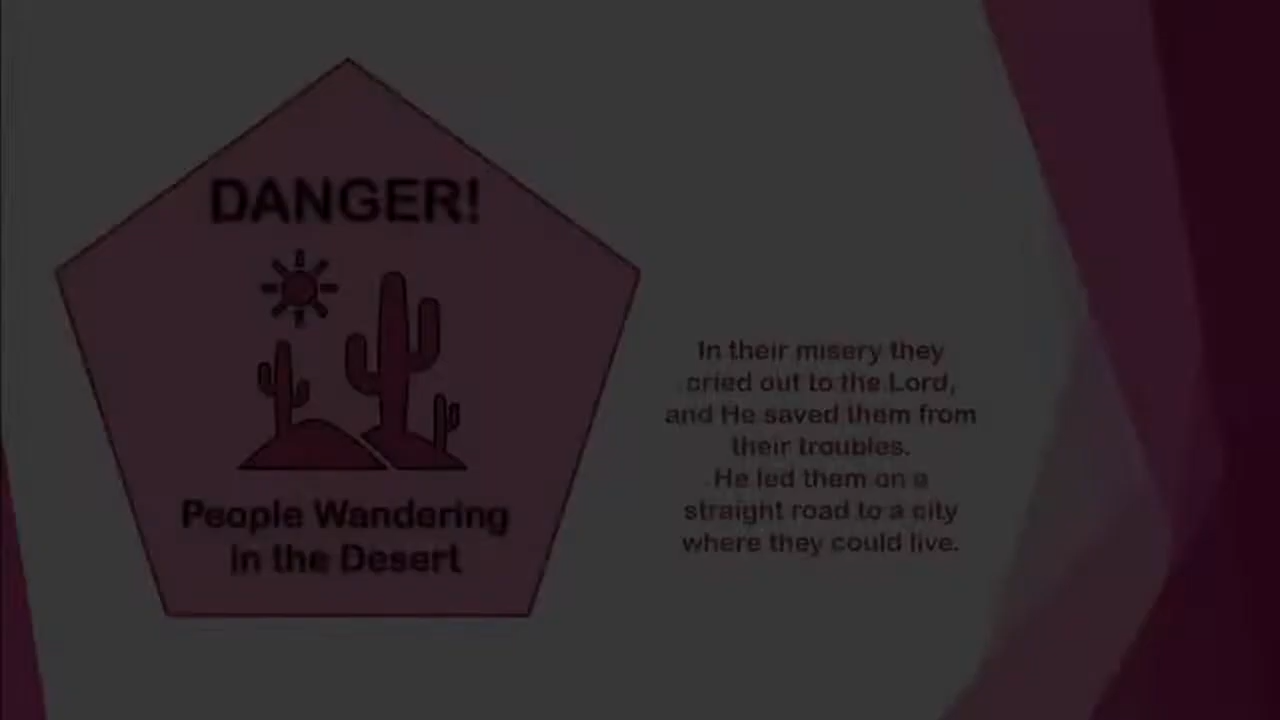 DANGER!
People Wandering
in the Desert
In their misery they
cried out to the Lord,
and He saved them from
their troubles.
He led them on a
straight road to a city
where they could live.